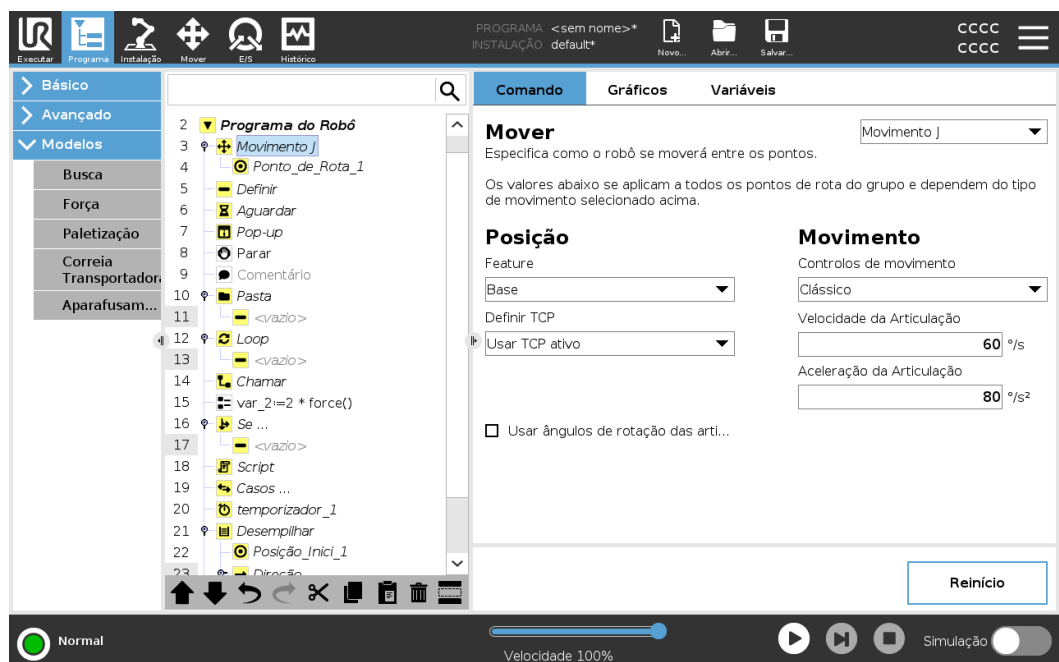 UR
PROGRAMA <sem nome>*
INSTALAÇÃO default*
CCCC
CCCC
Executar
Programa
Instalação
Mover
E/S
Histórico
Novo...
Abrir...
Salvar...
Básico
Avançado
Modelos
Busca
Força
Paletização
Correia
Transportadora
Aparafusam...
2 Programa do Robô
3 Movimento J
4 Ponto_de_Rota_1
5 Definir
6 Aguardar
7 Pop-up
8 Parar
9 Comentário
10 Pasta
11 <vazio>
12 Loop
13 <vazio>
14 Chamar
15 var_2:=2 * force()
16 Se ...
17 <vazio>
18 Script
19 Casos ...
20 temporizador_1
21 Desempilhar
22 Posição_Inici_1
23 Direção
Comando
Gráficos
Variáveis
Mover
Movimento J
Especifica como o robô se moverá entre os pontos.
Os valores abaixo se aplicam a todos os pontos de rota do grupo e dependem do tipo
de movimento selecionado acima.
Posição
Feature
Base
Definir TCP
Usar TCP ativo
Usar ângulos de rotação das arti...
Movimento
Controlos de movimento
Clássico
Velocidade da Articulação
60 °/s
Aceleração da Articulação
80 °/s²
Reinício
Normal
Velocidade 100%
Simulação